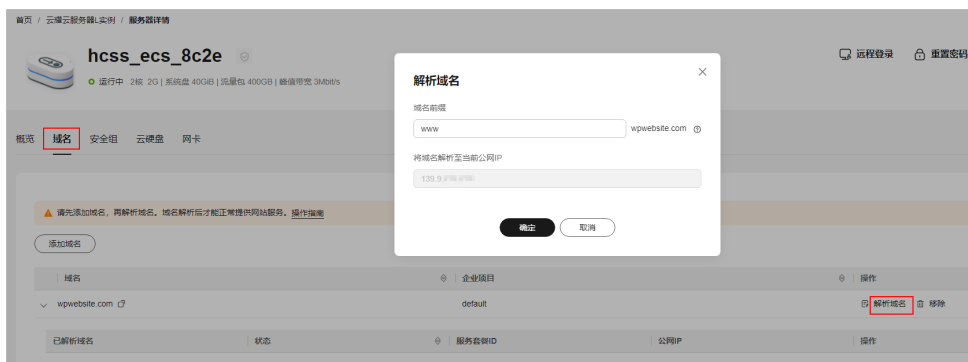 首页 / 云耀云服务器L实例 / 服务器详情
hcss_ecs_8c2e
运行中 2核 2G | 系统盘 40GiB | 流量包 400GB | 峰值带宽 3Mbit/s
远程登录 重置密码
概览 域名 安全组 云硬盘 网卡
解析域名
域名前缀
www wpwebsite.com
将域名解析至当前公网IP
139.9.
确定 取消
请先添加域名，再解析域名。域名解析后才能正常提供网站服务。操作指南
添加域名
域名 企业项目 操作
wpwebsite.com default 解析域名 移除
已解析域名 状态 服务套餐ID 公网IP 操作